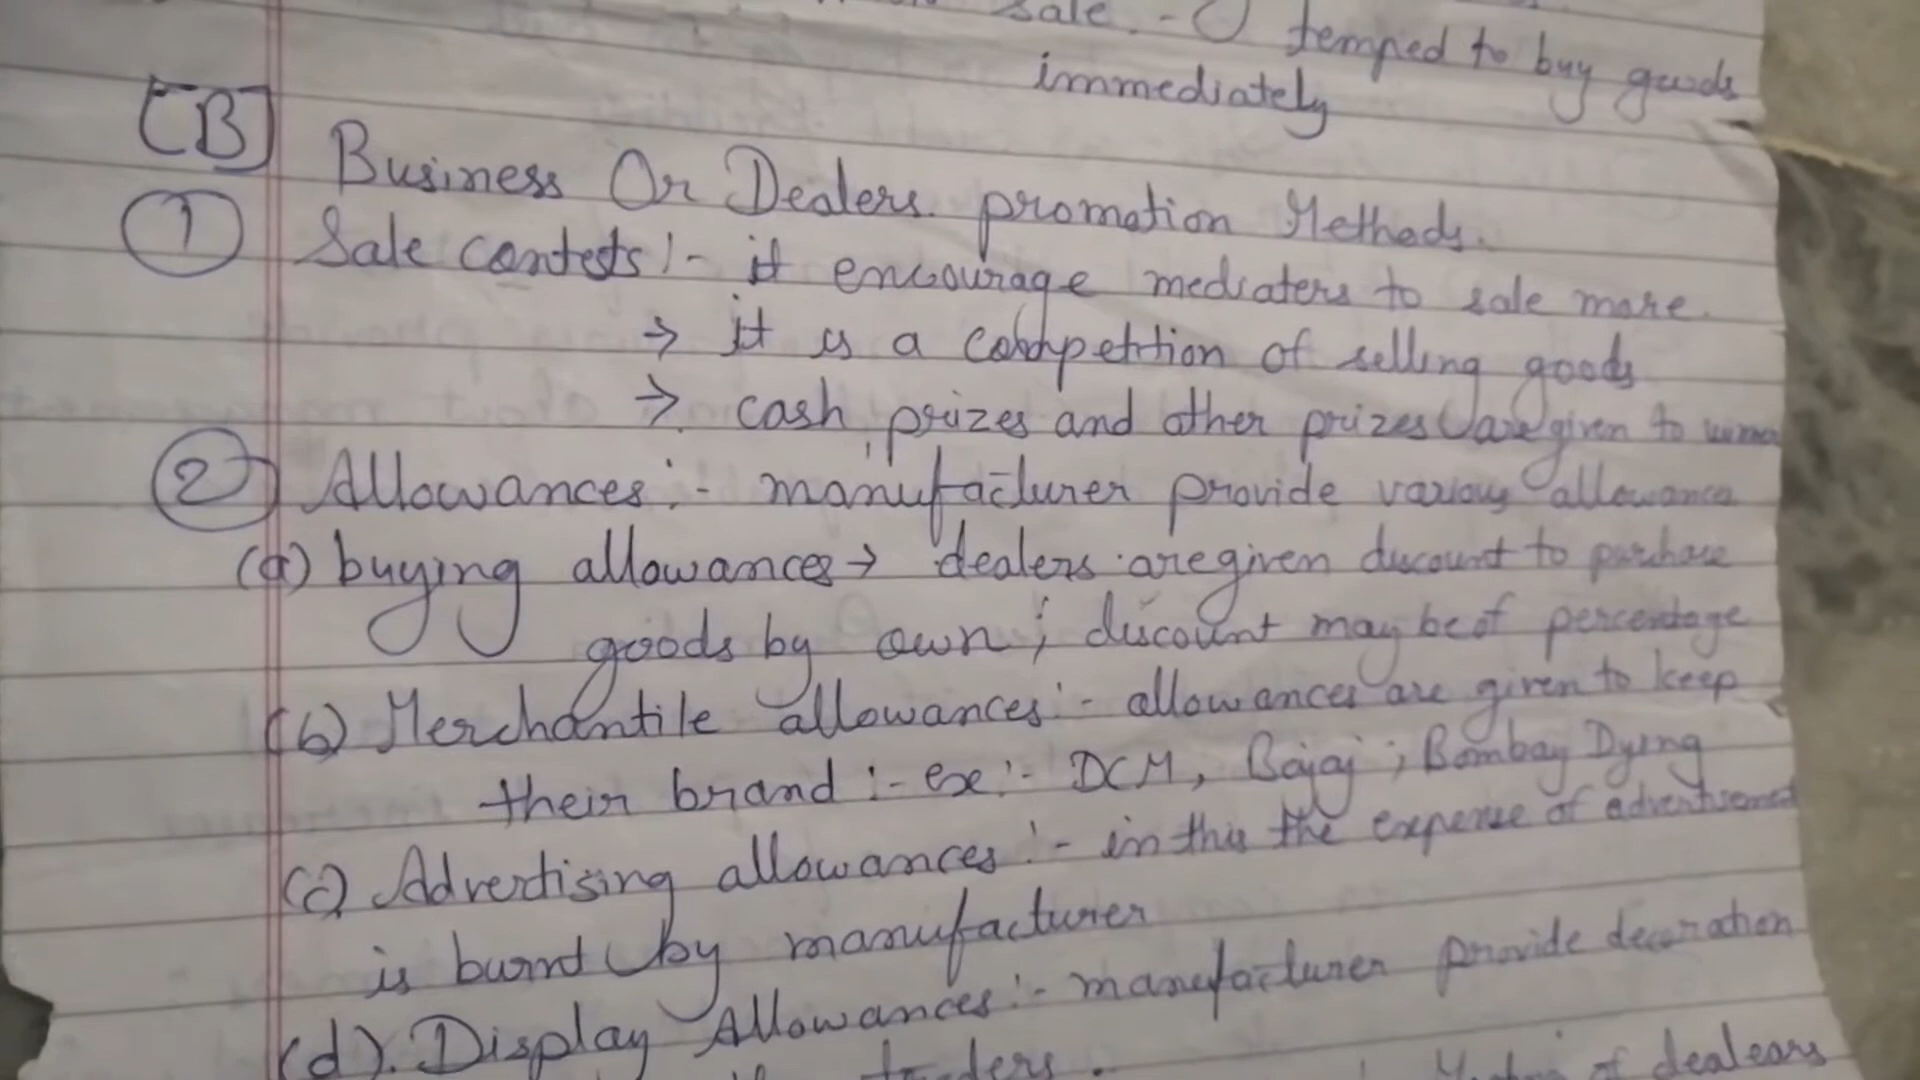 sale. - temped to buy goods
immediately
[B] Business Or Dealers. promotion Methods.
① Sale contests :- it encourage mediaters to sale more.
→ it is a competition of selling goods
→ cash prizes and other prizes are given to
② Allowances :- manufacturer provide various allowance
(a) buying allowances → dealers are given discount to purchase
goods by own ; discount may be of percentage
(b) Merchantile allowances :- allowances are given to keep
their brand :- ex :- DCM, Bajaj ; Bombay Dying
(c) Advertising allowances :- in this the expense of advertisement
is burnt by manufacturer
(d). Display Allowances :- manufacturer provide decoration
of dealears